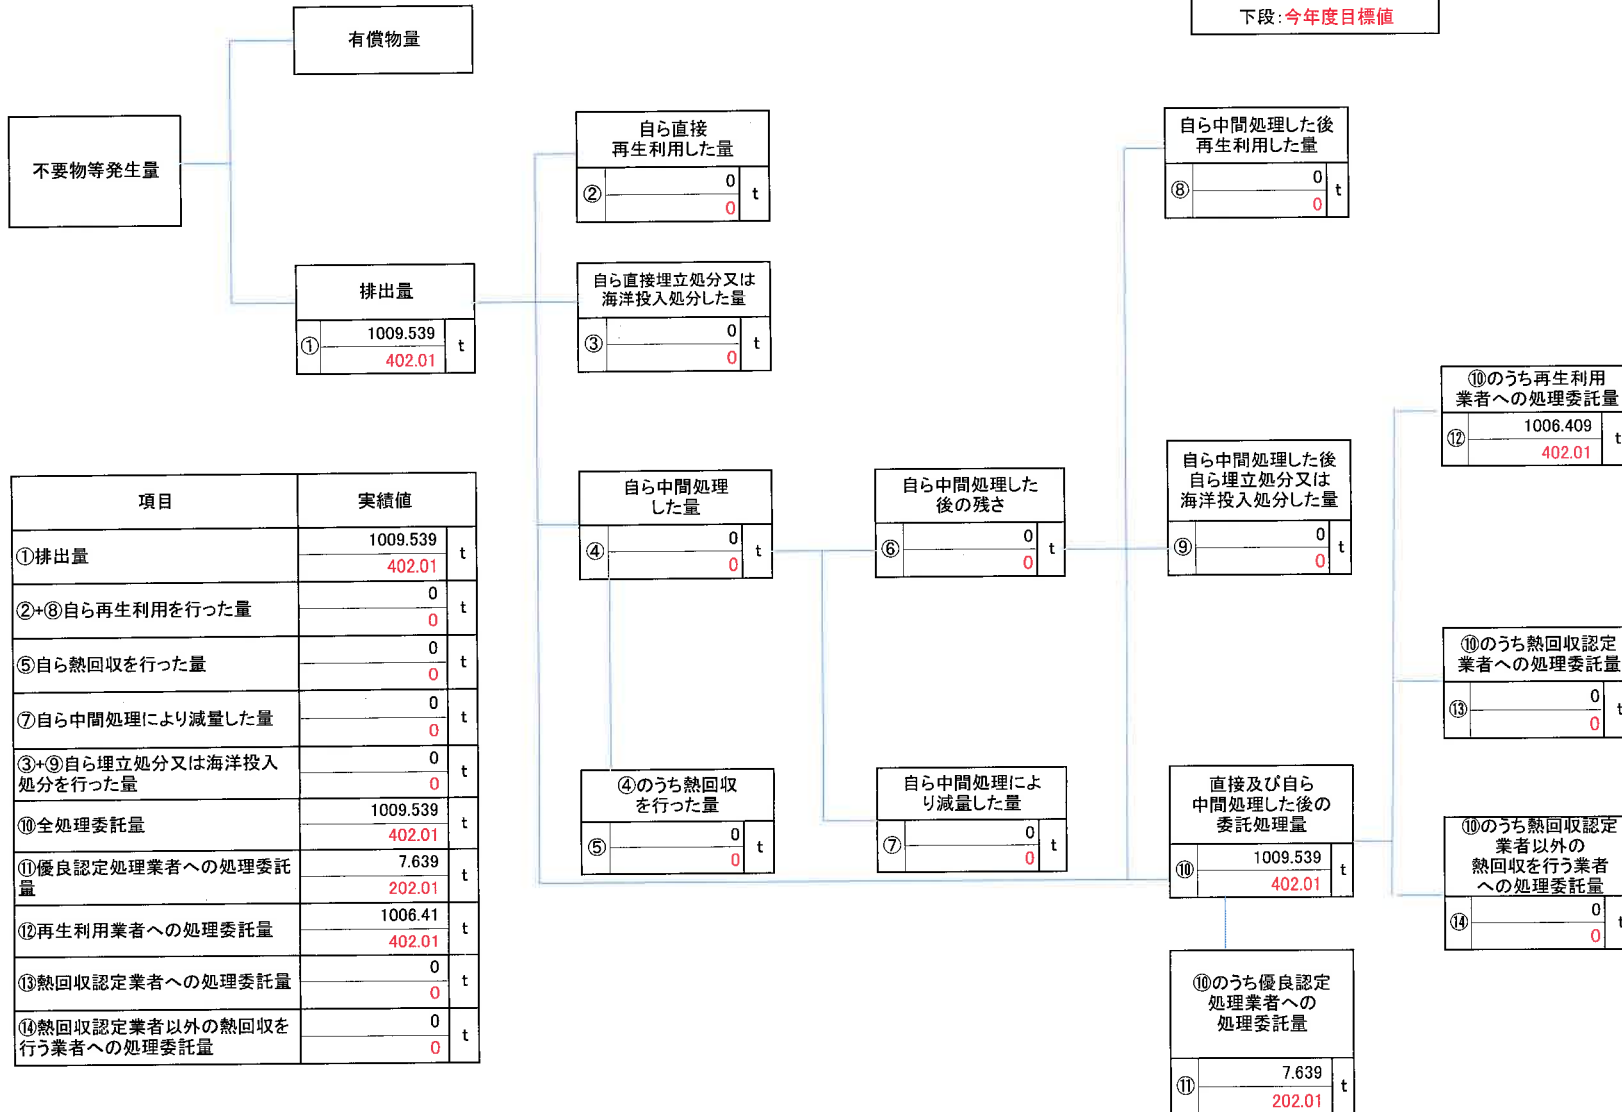 下段:今年度目標値
有償物量
不要物等発生量
排出量
① 1009.539 t
402.01
自ら直接
再生利用した量
② 0 t
0
自ら直接埋立処分又は
海洋投入処分した量
③ 0 t
0
自ら中間処理
した量
④ 0 t
0
④のうち熱回収
を行った量
⑤ 0 t
0
自ら中間処理した
後の残さ
⑥ 0 t
0
自ら中間処理によ
り減量した量
⑦ 0 t
0
自ら中間処理した後
再生利用した量
⑧ 0 t
0
自ら中間処理した後
自ら埋立処分又は
海洋投入処分した量
⑨ 0 t
0
直接及び自ら
中間処理した後の
委託処理量
⑩ 1009.539 t
402.01
⑩のうち優良認定
処理業者への
処理委託量
⑪ 7.639 t
202.01
⑩のうち再生利用
業者への処理委託量
⑫ 1006.409 t
402.01
⑩のうち熱回収認定
業者への処理委託量
⑬ 0 t
0
⑩のうち熱回収認定
業者以外の
熱回収を行う業者
への処理委託量
⑭ 0 t
0
項目 実績値
①排出量 1009.539 t
402.01
②+⑧自ら再生利用を行った量 0 t
0
⑤自ら熱回収を行った量 0 t
0
⑦自ら中間処理により減量した量 0 t
0
③+⑨自ら埋立処分又は海洋投入
処分を行った量 0 t
0
⑩全処理委託量 1009.539 t
402.01
⑪優良認定処理業者への処理委託
量 7.639 t
202.01
⑫再生利用業者への処理委託量 1006.41 t
402.01
⑬熱回収認定業者への処理委託量 0 t
0
⑭熱回収認定業者以外の熱回収を
行う業者への処理委託量 0 t
0